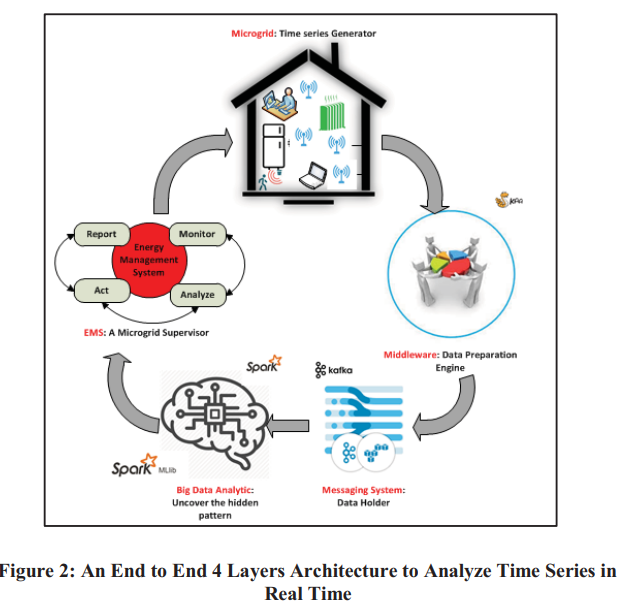 Microgrid: Time series Generator
Report
Monitor
Energy
Management
System
Act
Analyze
EMS: A Microgrid Supervisor
Middleware: Data Preparation
Engine
Spark
kafka
Spark MLlib
Big Data Analytic:
Uncover the hidden
pattern
Messaging System:
Data Holder
Figure 2: An End to End 4 Layers Architecture to Analyze Time Series in
Real Time